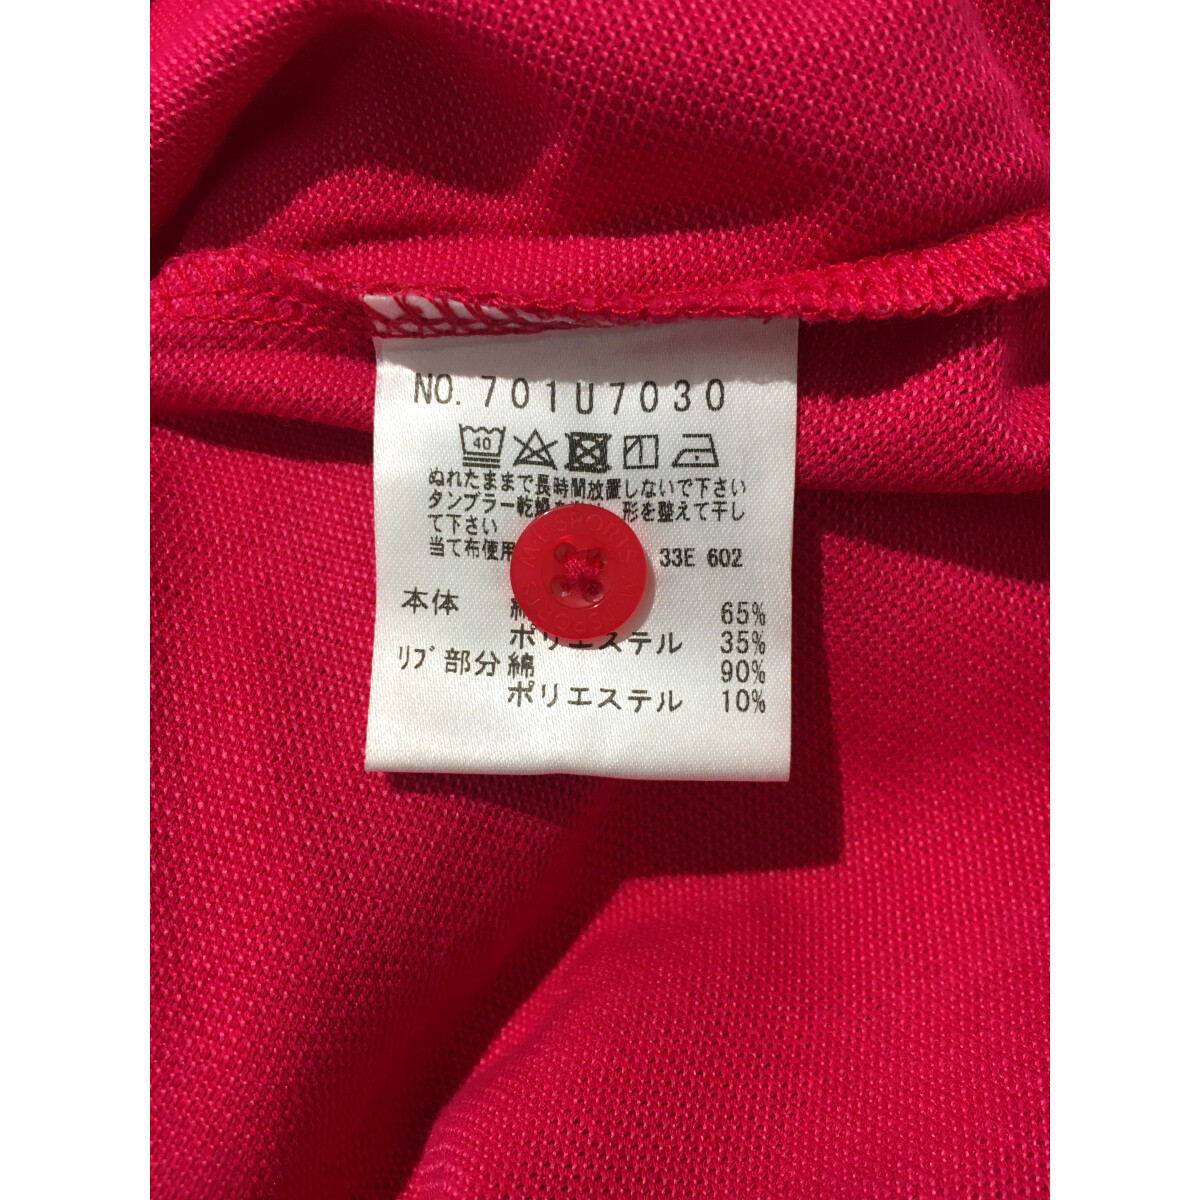 NO. 701U7030
40
ぬれたままで長時間放置しないで下さい
タンブラー乾燥 形を整えて干し
て下さい
当て布使用 33E 602
本体 65%
ポリエステル 35%
リブ部分 綿 90%
ポリエステル 10%
SPORTS